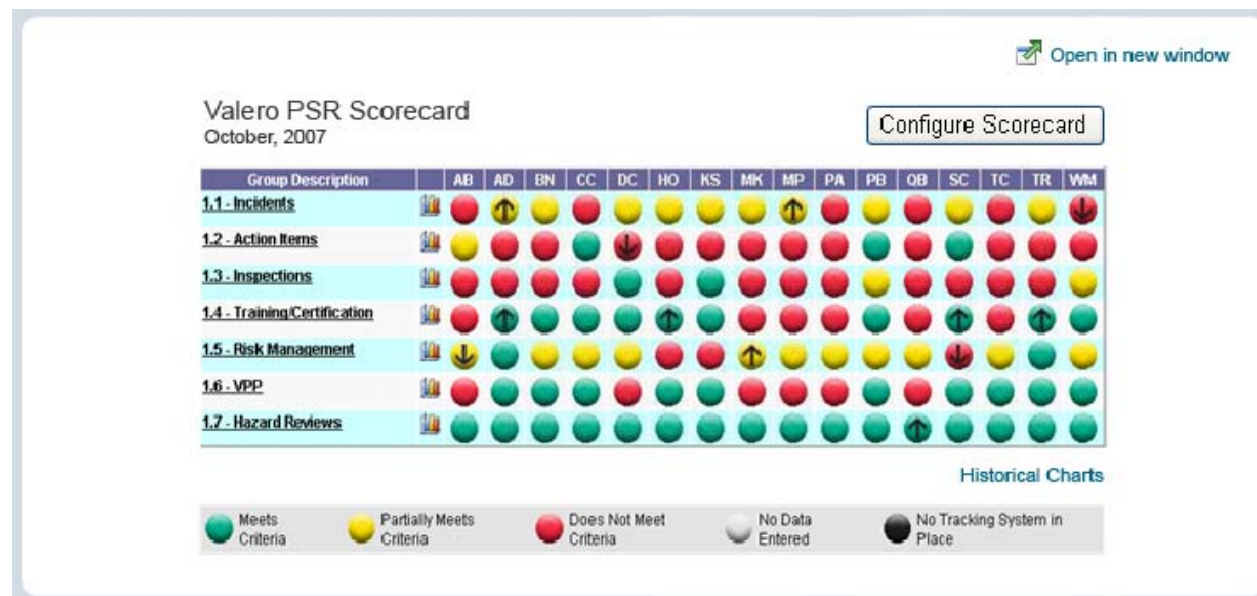 Open in new window
Valero PSR Scorecard
October, 2007
Configure Scorecard
Group Description AB AD BN CC DC HO KS MK MP PA PB QB SC TC TR WM
1.1 - Incidents
1.2 - Action Items
1.3 - Inspections
1.4 - Training/Certification
1.5 - Risk Management
1.6 - VPP
1.7 - Hazard Reviews
Historical Charts
Meets Partially Meets Does Not Meet No Data No Tracking System in
Criteria Criteria Criteria Entered Place